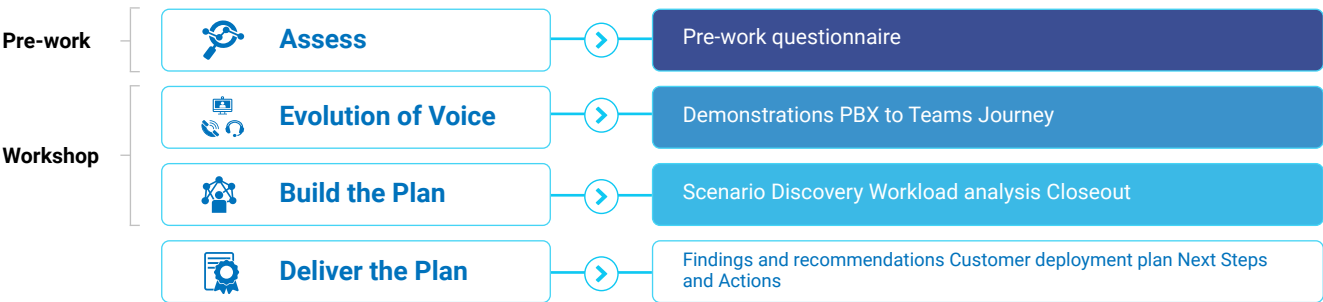 Pre-work
Assess
Pre-work questionnaire
Workshop
Evolution of Voice
Demonstrations PBX to Teams Journey
Build the Plan
Scenario Discovery Workload analysis Closeout
Deliver the Plan
Findings and recommendations Customer deployment plan Next Steps
and Actions